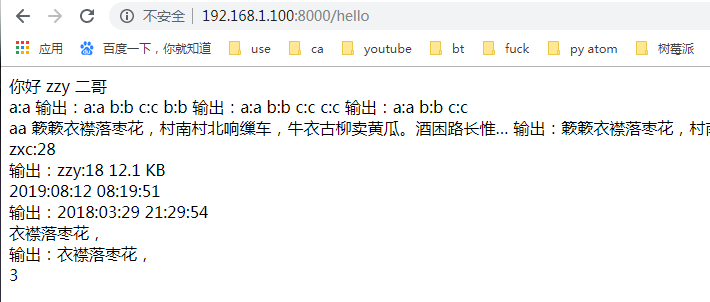 不安全 | 192.168.1.100:8000/hello
应用 百度一下，你就知道 use ca youtube bt fuck py atom 树莓派
你好 zzy 二哥
a:a 输出：a:a b:b c:c b:b 输出：a:a b:b c:c c:c 输出：a:a b:b c:c
aa 簌簌衣襟落枣花，村南村北响缫车，牛衣古柳卖黄瓜。酒困路长惟... 输出：簌簌衣襟落枣花，村南
zxc:28
输出：zzy:18 12.1 KB
2019:08:12 08:19:51
输出：2018:03:29 21:29:54
衣襟落枣花，
输出：衣襟落枣花，
3